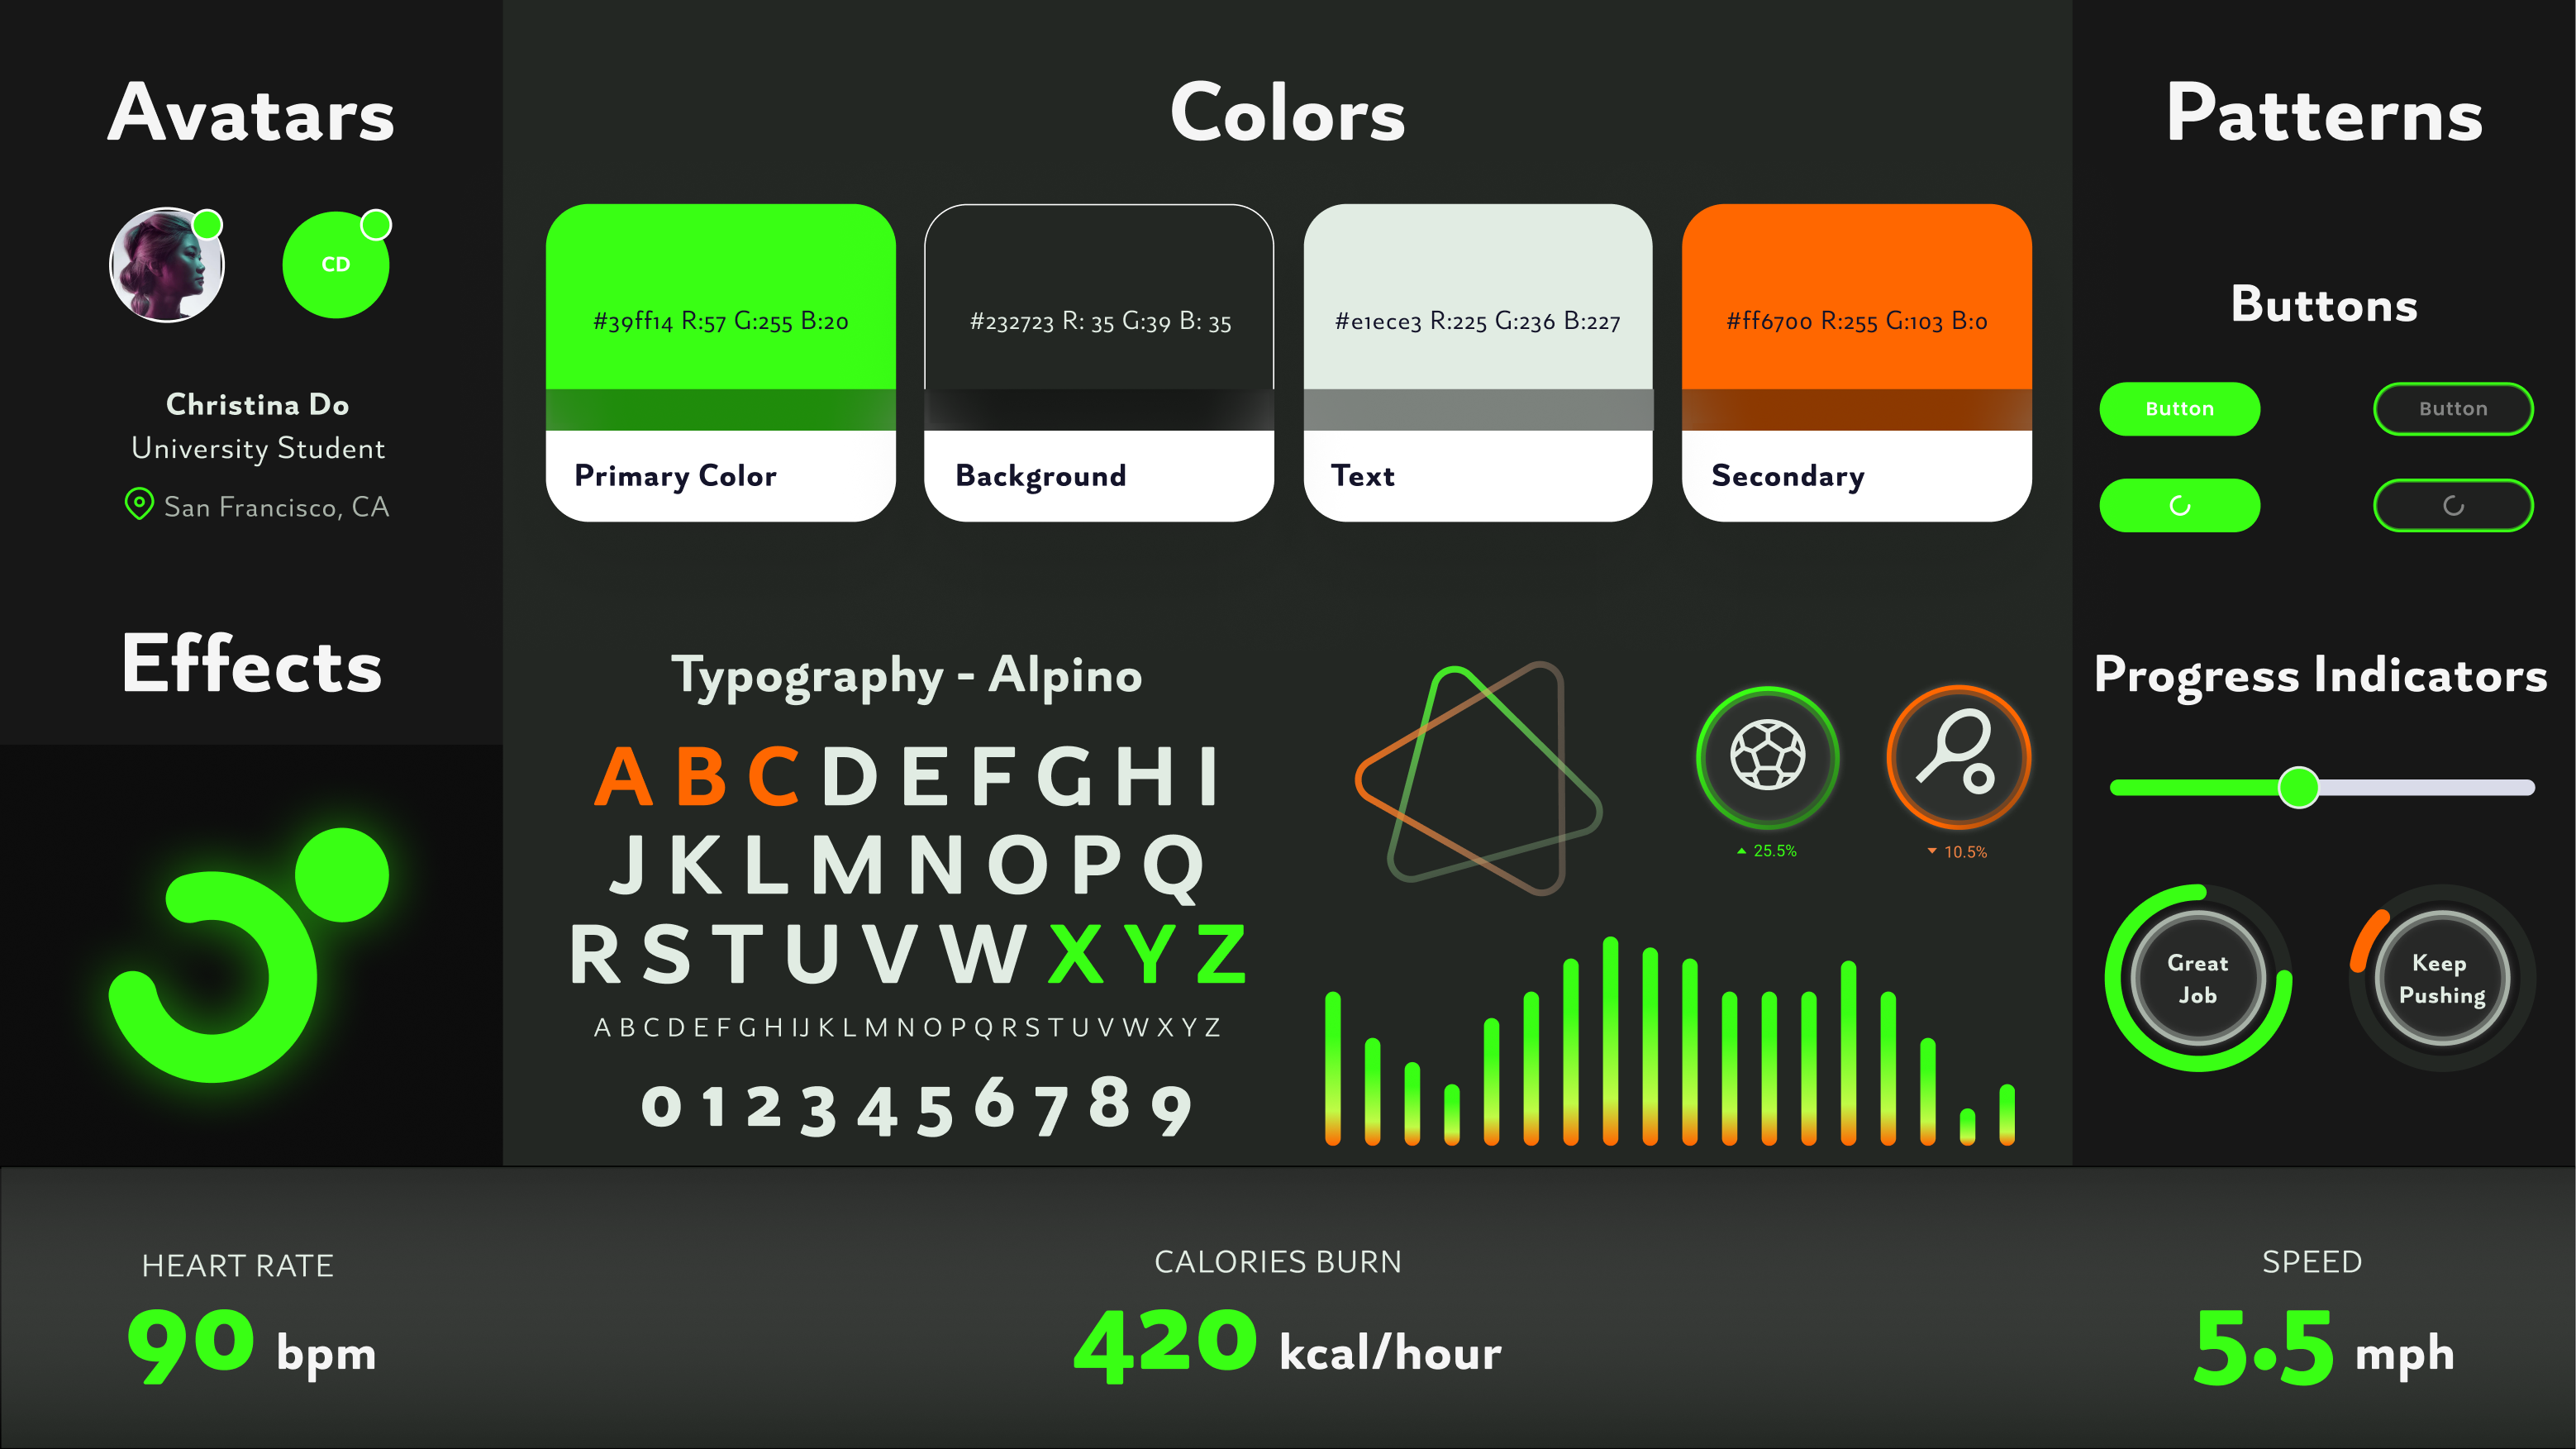 Avatars
CD
Christina Do
University Student
San Francisco, CA
Effects
Colors
#39ff14 R:57 G:255 B:20
Primary Color
#232723 R: 35 G:39 B: 35
Background
#e1ece3 R:225 G:236 B:227
Text
#ff6700 R:255 G:103 B:0
Secondary
Typography - Alpino
A B C D E F G H I
J K L M N O P Q
R S T U V W X Y Z
A B C D E F G H I J K L M N O P Q R S T U V W X Y Z
0 1 2 3 4 5 6 7 8 9
25.5%
10.5%
Patterns
Buttons
Button
Button
Progress Indicators
Great
Job
Keep
Pushing
HEART RATE
90 bpm
CALORIES BURN
420 kcal/hour
SPEED
5.5 mph